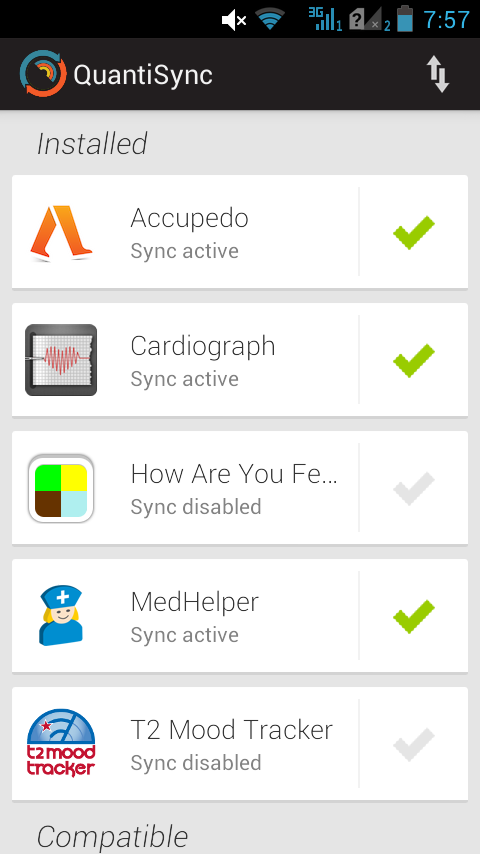 3G 1 ? 2 7:57
QuantiSync
Installed
Accupedo
Sync active
Cardiograph
Sync active
How Are You Fe...
Sync disabled
MedHelper
Sync active
t2 mood
tracker
T2 Mood Tracker
Sync disabled
Compatible